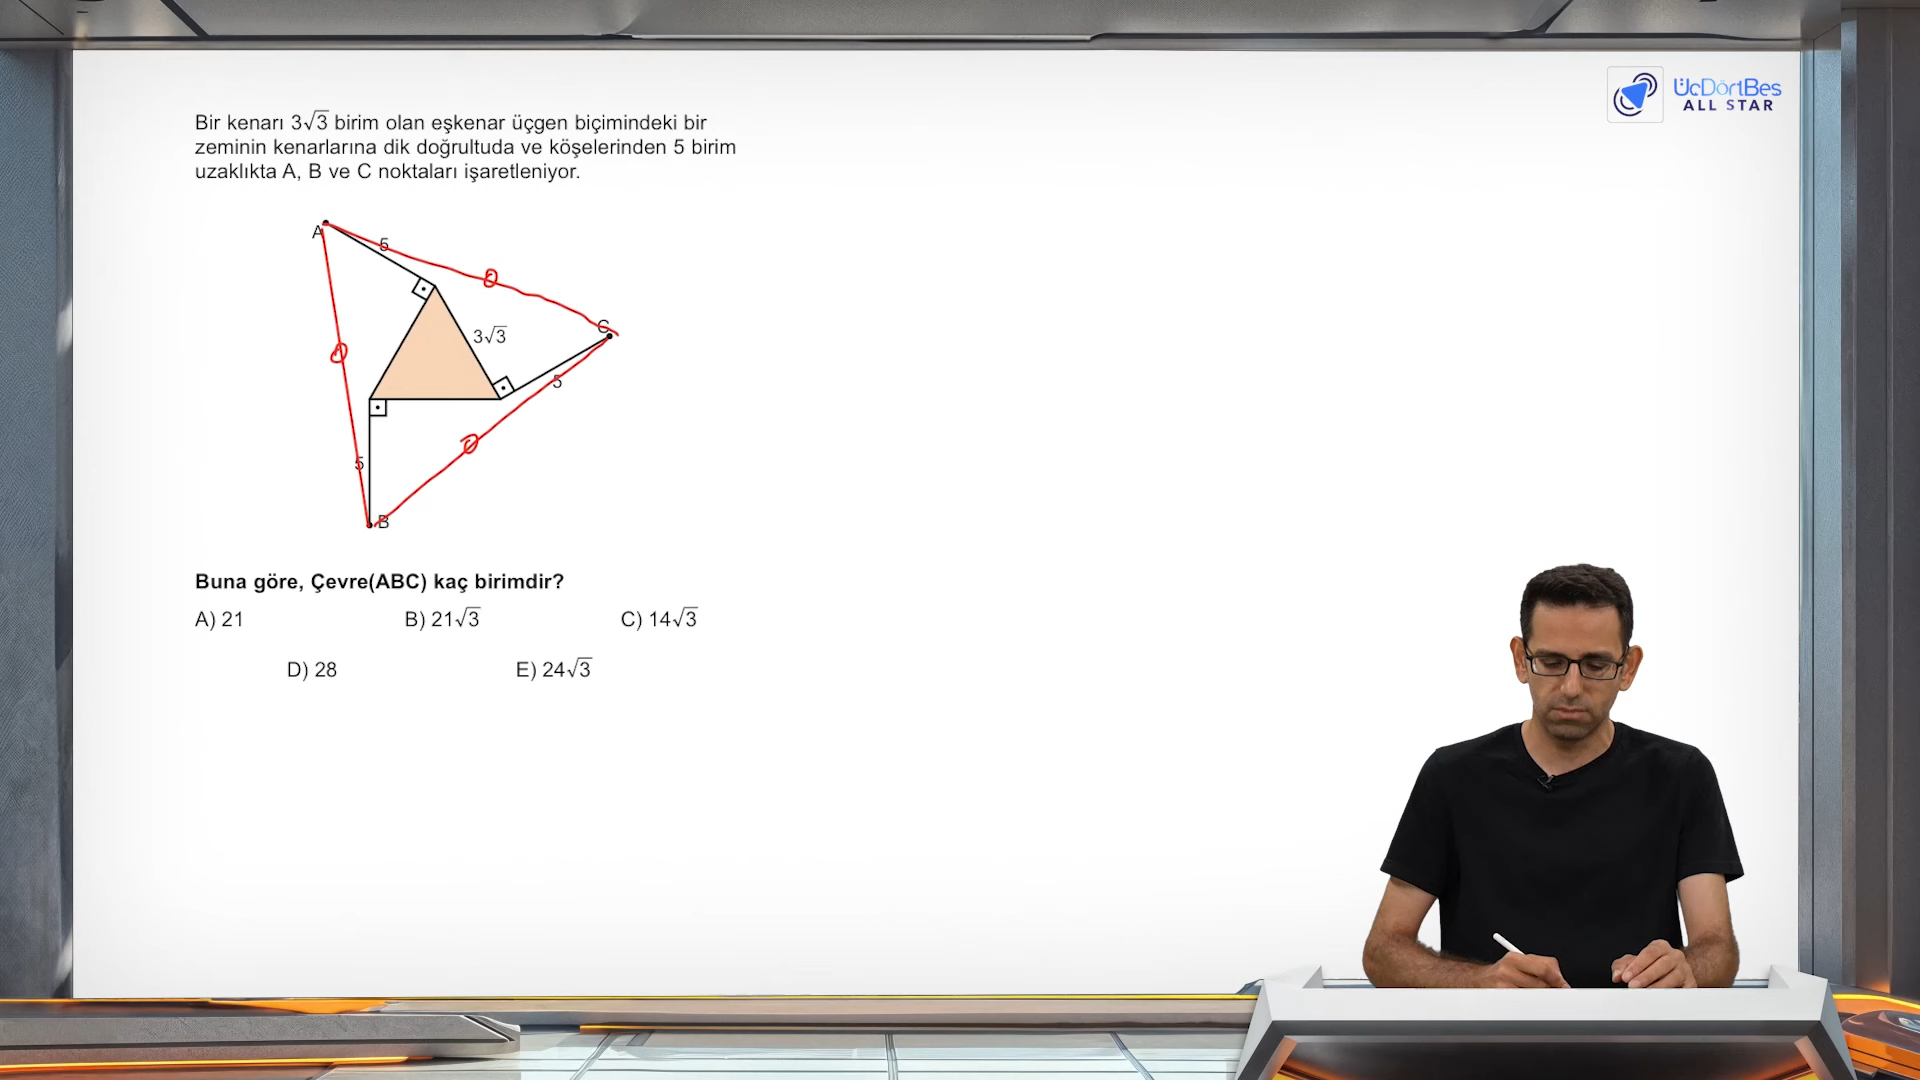 ÜçDörtBeş
ALL STAR
Bir kenarı 3√3 birim olan eşkenar üçgen biçimindeki bir
zeminin kenarlarına dik doğrultuda ve köşelerinden 5 birim
uzaklıkta A, B ve C noktaları işaretleniyor.
A
5
C
3√3
5
5
B
Buna göre, Çevre(ABC) kaç birimdir?
A) 21 B) 21√3 C) 14√3
D) 28 E) 24√3